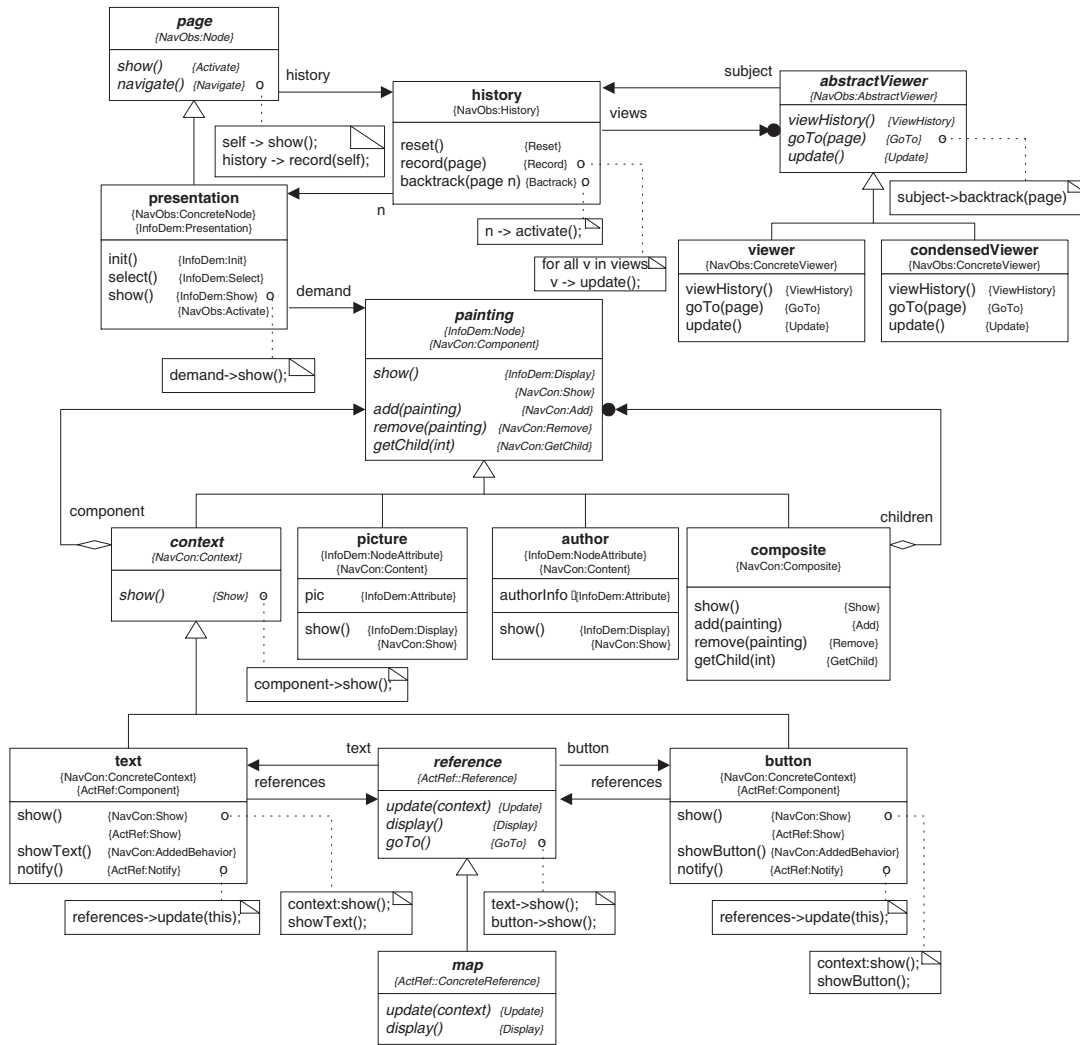 page
{NavObs:Node}
show() {Activate}
navigate() {Navigate} o
history
self -> show();
history -> record(self);
history
{NavObs:History}
reset() {Reset}
record(page) {Record} o
backtrack(page n) {Bactrack} o
subject
views
n
n -> activate();
for all v in views
v -> update();
abstractViewer
{NavObs:AbstractViewer}
viewHistory() {ViewHistory}
goTo(page) {GoTo} o
update() {Update}
subject->backtrack(page)
presentation
{NavObs:ConcreteNode}
{InfoDem:Presentation}
init() {InfoDem:Init}
select() {InfoDem:Select}
show() {InfoDem:Show} o
{NavObs:Activate}
demand
demand->show();
viewer
{NavObs:ConcreteViewer}
viewHistory() {ViewHistory}
goTo(page) {GoTo}
update() {Update}
condensedViewer
{NavObs:ConcreteViewer}
viewHistory() {ViewHistory}
goTo(page) {GoTo}
update() {Update}
painting
{InfoDem:Node}
{NavCon:Component}
show() {InfoDem:Display}
{NavCon:Show}
add(painting) {NavCon:Add}
remove(painting) {NavCon:Remove}
getChild(int) {NavCon:GetChild}
component
children
context
{NavCon:Context}
show() {Show} o
component->show();
picture
{InfoDem:NodeAttribute}
{NavCon:Content}
pic {InfoDem:Attribute}
show() {InfoDem:Display}
{NavCon:Show}
author
{InfoDem:NodeAttribute}
{NavCon:Content}
authorInfo {InfoDem:Attribute}
show() {InfoDem:Display}
{NavCon:Show}
composite
{NavCon:Composite}
show() {Show}
add(painting) {Add}
remove(painting) {Remove}
getChild(int) {GetChild}
text
{NavCon:ConcreteContext}
{ActRef:Component}
show() {NavCon:Show} o
{ActRef:Show}
showText() {NavCon:AddedBehavior}
notify() {ActRef:Notify} o
references->update(this);
context:show();
showText();
text
references
reference
{ActRef::Reference}
update(context) {Update}
display() {Display}
goTo() {GoTo} o
text->show();
button->show();
button
references
button
{NavCon:ConcreteContext}
{ActRef:Component}
show() {NavCon:Show} o
{ActRef:Show}
showButton() {NavCon:AddedBehavior}
notify() {ActRef:Notify} o
references->update(this);
context:show();
showButton();
map
{ActRef::ConcreteReference}
update(context) {Update}
display() {Display}